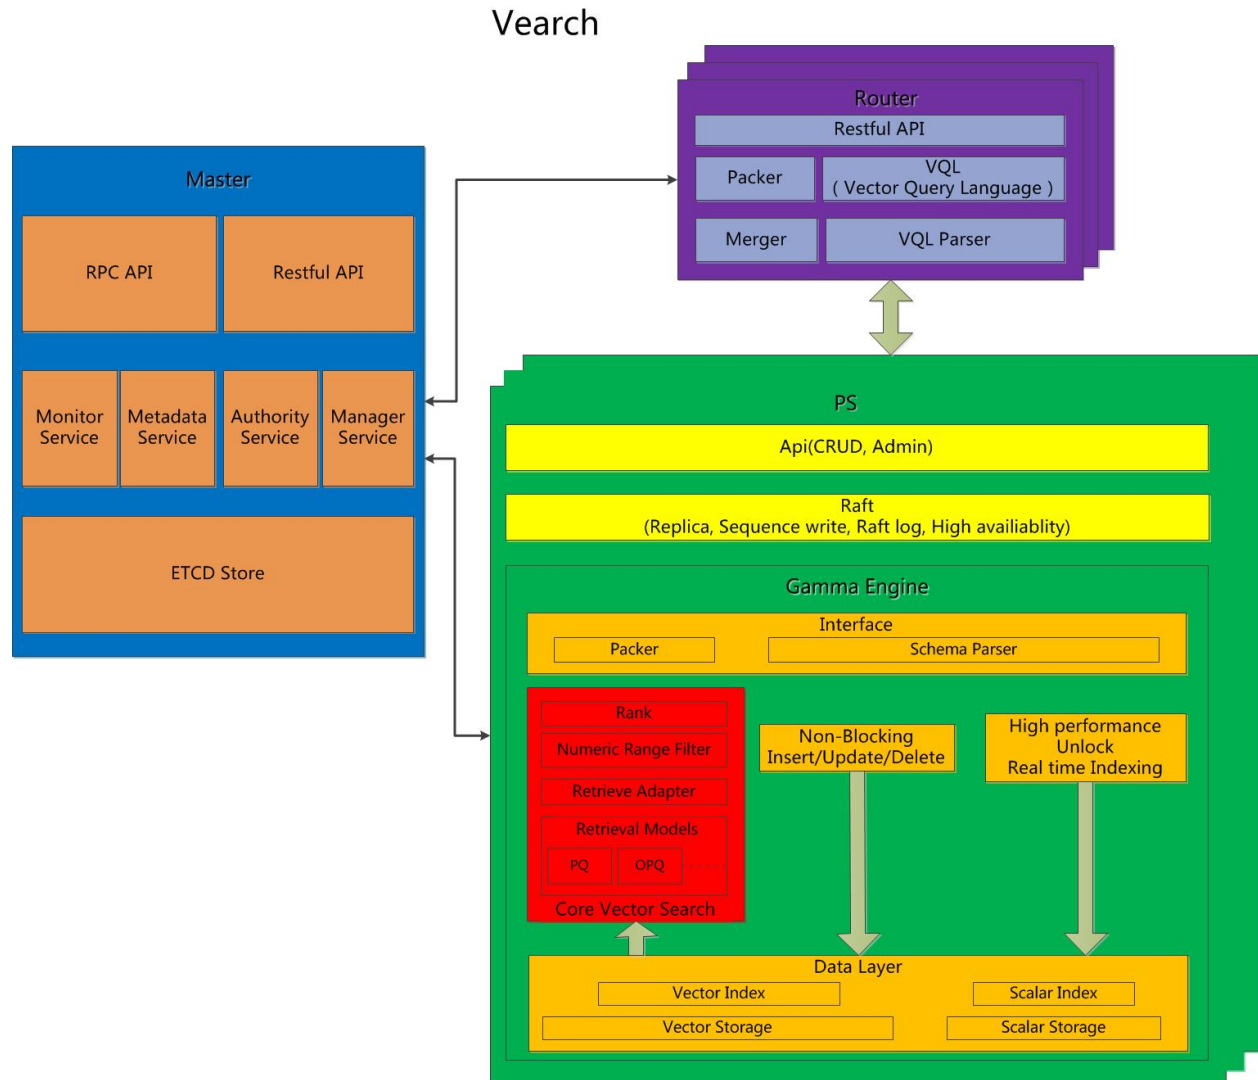 Vearch
Router
Restful API
Packer
VQL
( Vector Query Language )
Merger
VQL Parser
Master
RPC API
Restful API
Monitor
Service
Metadata
Service
Authority
Service
Manager
Service
ETCD Store
PS
Api(CRUD, Admin)
Raft
(Replica, Sequence write, Raft log, High availiablity)
Gamma Engine
Interface
Packer
Schema Parser
Rank
Numeric Range Filter
Retrieve Adapter
Retrieval Models
PQ
OPQ
Core Vector Search
Non-Blocking
Insert/Update/Delete
High performance
Unlock
Real time Indexing
Data Layer
Vector Index
Scalar Index
Vector Storage
Scalar Storage